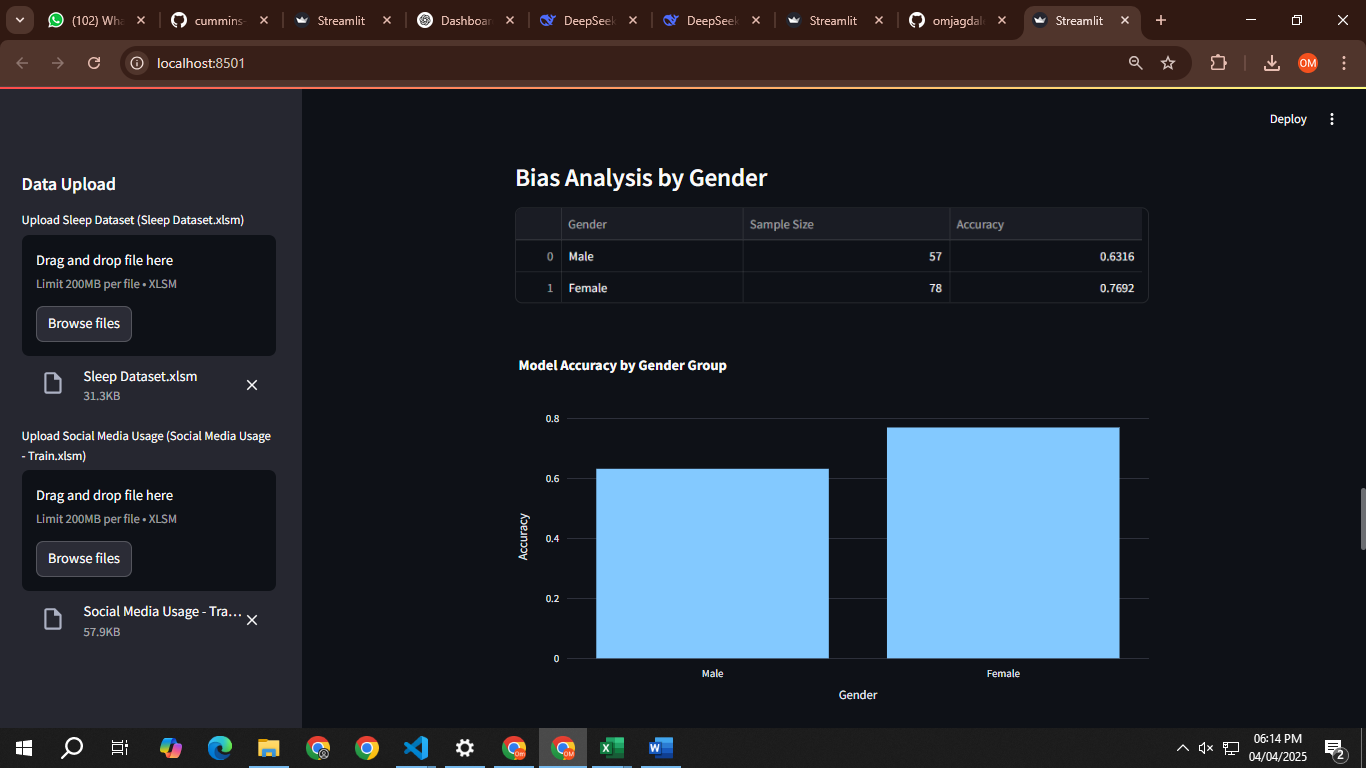 (102) Wha
cummins-
Streamlit
Dashboar
DeepSeek
DeepSeek
Streamlit
omjagdale
Streamlit
localhost:8501
OM
Deploy
Data Upload
Upload Sleep Dataset (Sleep Dataset.xlsm)
Drag and drop file here
Limit 200MB per file • XLSM
Browse files
Sleep Dataset.xlsm
31.3KB
Upload Social Media Usage (Social Media Usage
- Train.xlsm)
Drag and drop file here
Limit 200MB per file • XLSM
Browse files
Social Media Usage - Tra...
57.9KB
Bias Analysis by Gender
Gender Sample Size Accuracy
0 Male 57 0.6316
1 Female 78 0.7692
Model Accuracy by Gender Group
0.8
0.6
0.4
0.2
0
Accuracy
Male Female
Gender
06:14 PM
04/04/2025
2